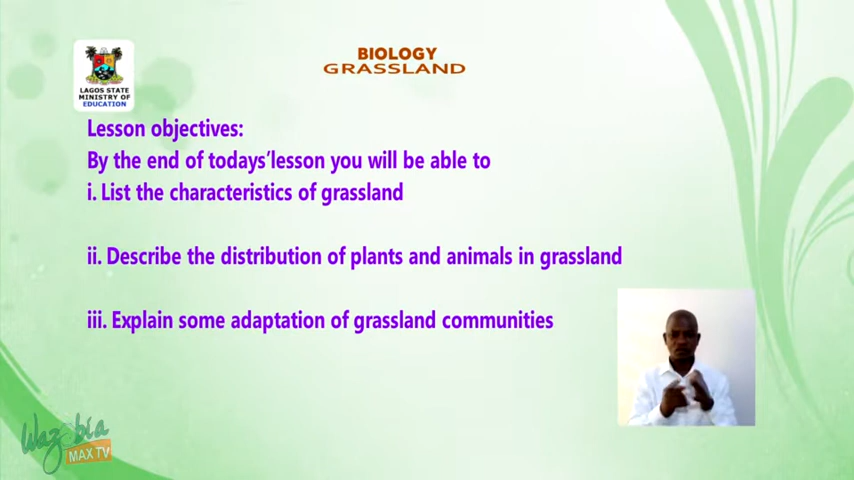 BIOLOGY
GRASSLAND
LAGOS STATE
MINISTRY OF
EDUCATION
Lesson objectives:
By the end of todays'lesson you will be able to
i. List the characteristics of grassland
ii. Describe the distribution of plants and animals in grassland
iii. Explain some adaptation of grassland communities
Wazobia
MAX TV